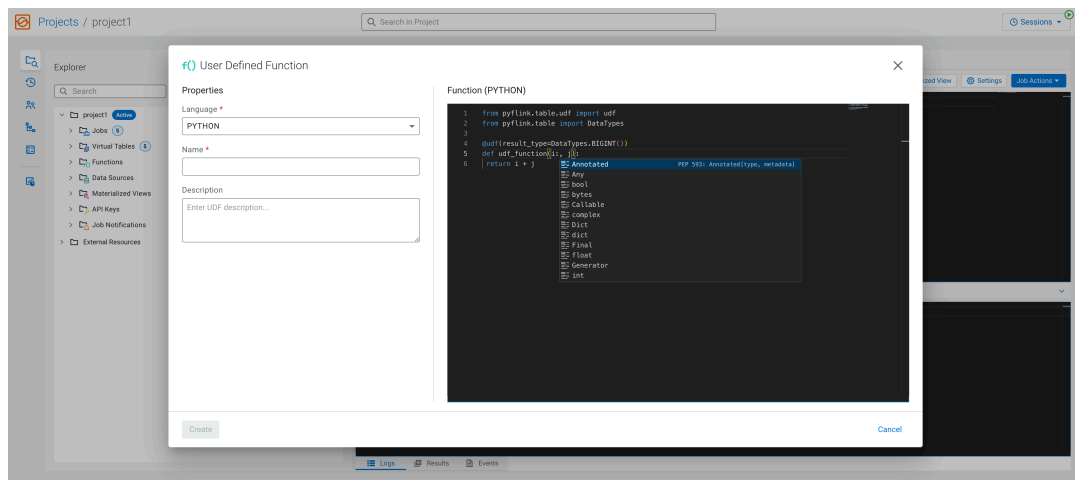 Projects / project1
Search in Project
Sessions
Explorer
Search
project1 Active
Jobs 5
Virtual Tables 5
Functions
Data Sources
Materialized Views
API Keys
Job Notifications
External Resources
ized View
Settings
Job Actions
f() User Defined Function
Properties
Language *
PYTHON
Name *
Description
Enter UDF description...
Function (PYTHON)
1 from pyflink.table.udf import udf
2 from pyflink.table import DataTypes
3
4 @udf(result_type=DataTypes.BIGINT())
5 def udf_function(i:, j):
6 return i + j
Annotated PEP 593: Annotated[type, metadata]
Any
bool
bytes
Callable
complex
Dict
dict
Final
float
Generator
int
Create
Cancel
Logs
Results
Events